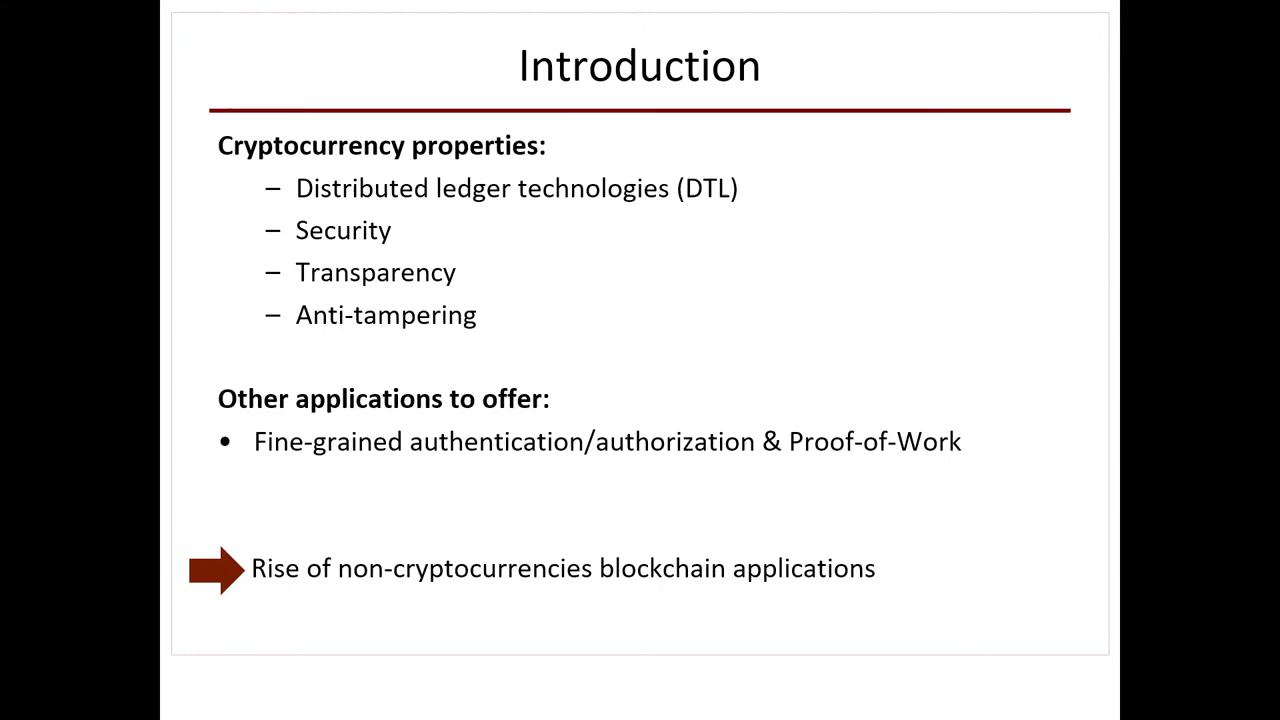 Introduction
Cryptocurrency properties:
– Distributed ledger technologies (DTL)
– Security
– Transparency
– Anti-tampering
Other applications to offer:
• Fine-grained authentication/authorization & Proof-of-Work
Rise of non-cryptocurrencies blockchain applications